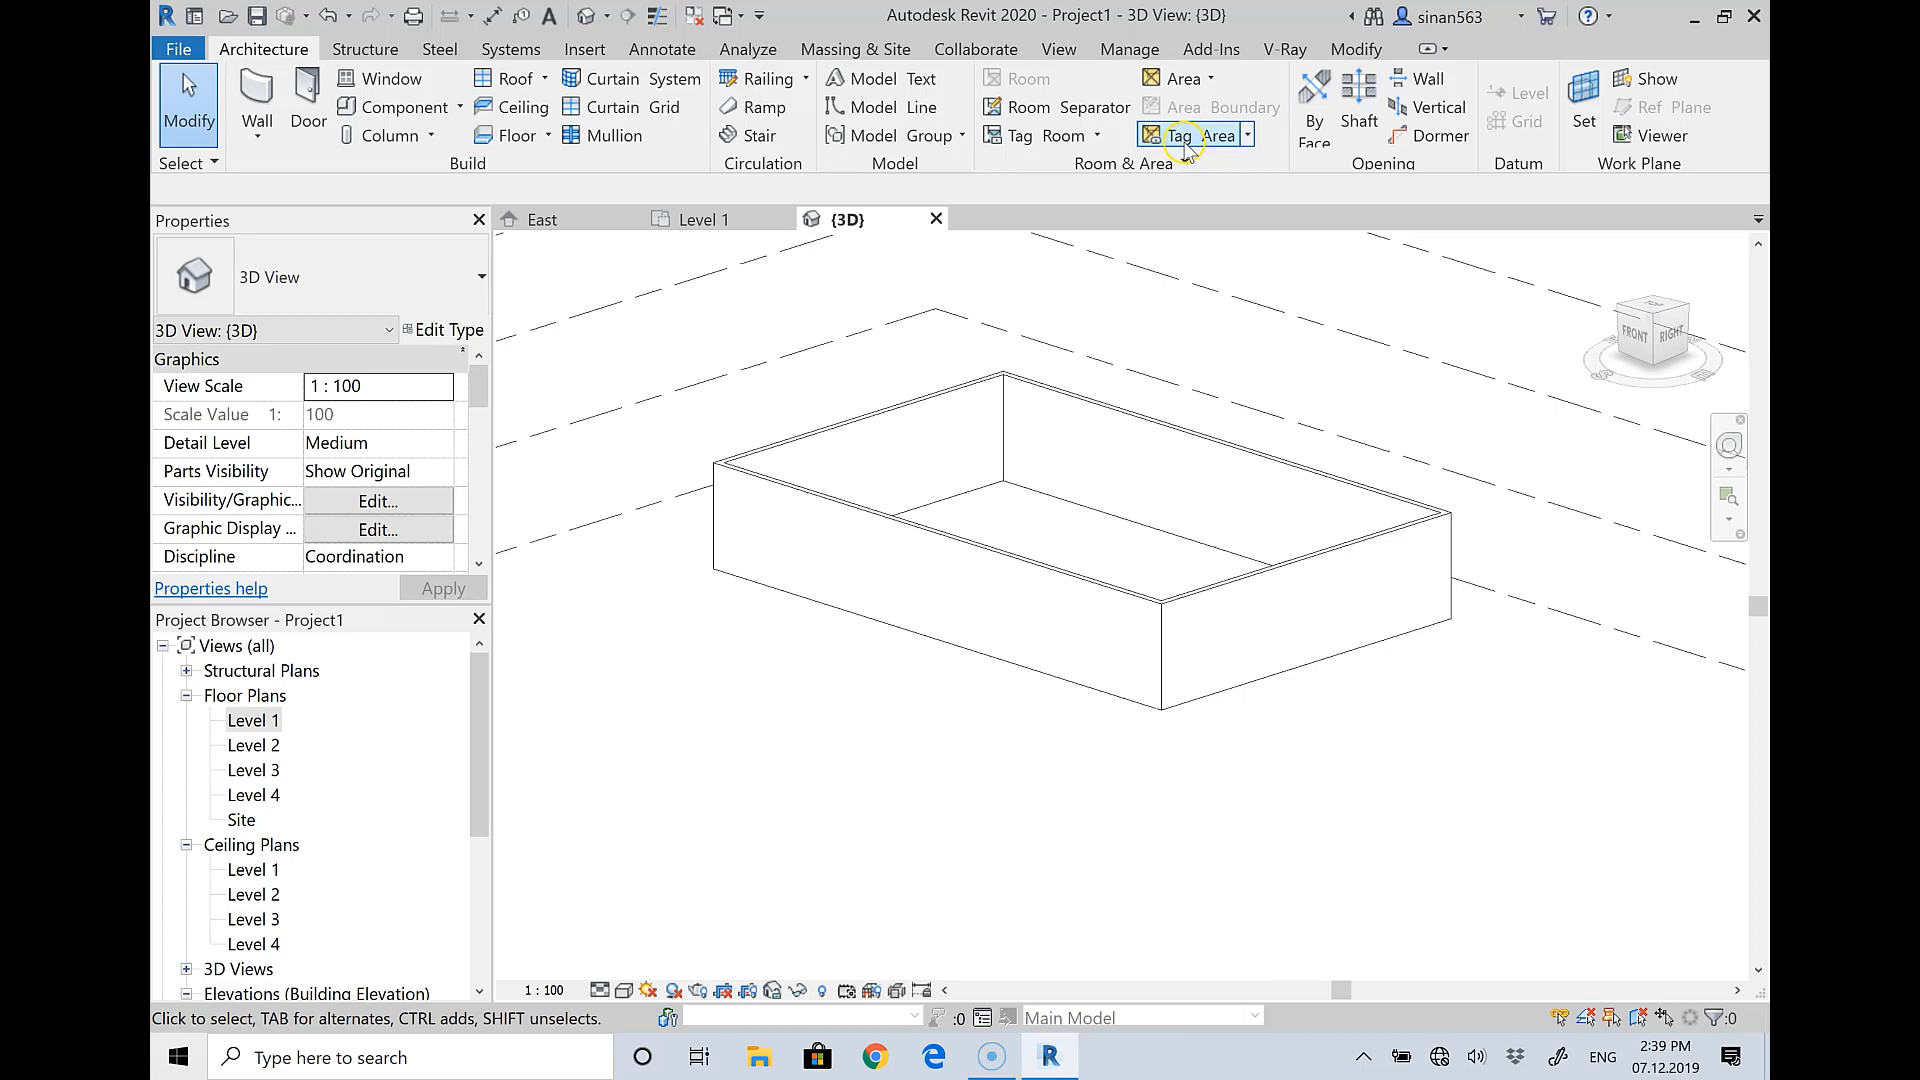 Autodesk Revit 2020 - Project1 - 3D View: {3D}
sinan563
File Architecture Structure Steel Systems Insert Annotate Analyze Massing & Site Collaborate View Manage Add-Ins V-Ray Modify
Modify
Select
Wall
Door
Window
Component
Column
Roof
Ceiling
Floor
Curtain System
Curtain Grid
Mullion
Build
Railing
Ramp
Stair
Circulation
Model Text
Model Line
Model Group
Model
Room
Room Separator
Tag Room
Area
Area Boundary
Tag Area
Room & Area
By
Face
Shaft
Wall
Vertical
Dormer
Opening
Level
Grid
Datum
Set
Show
Ref Plane
Viewer
Work Plane
Properties
3D View
3D View: {3D}
Edit Type
Graphics
View Scale 1 : 100
Scale Value 1: 100
Detail Level Medium
Parts Visibility Show Original
Visibility/Graphic... Edit...
Graphic Display ... Edit...
Discipline Coordination
Properties help
Apply
Project Browser - Project1
Views (all)
Structural Plans
Floor Plans
Level 1
Level 2
Level 3
Level 4
Site
Ceiling Plans
Level 1
Level 2
Level 3
Level 4
3D Views
Elevations (Building Elevation)
East
Level 1
{3D}
TOP
FRONT
RIGHT
1 : 100
Click to select, TAB for alternates, CTRL adds, SHIFT unselects.
:0
Main Model
:0
Type here to search
ENG
2:39 PM
07.12.2019